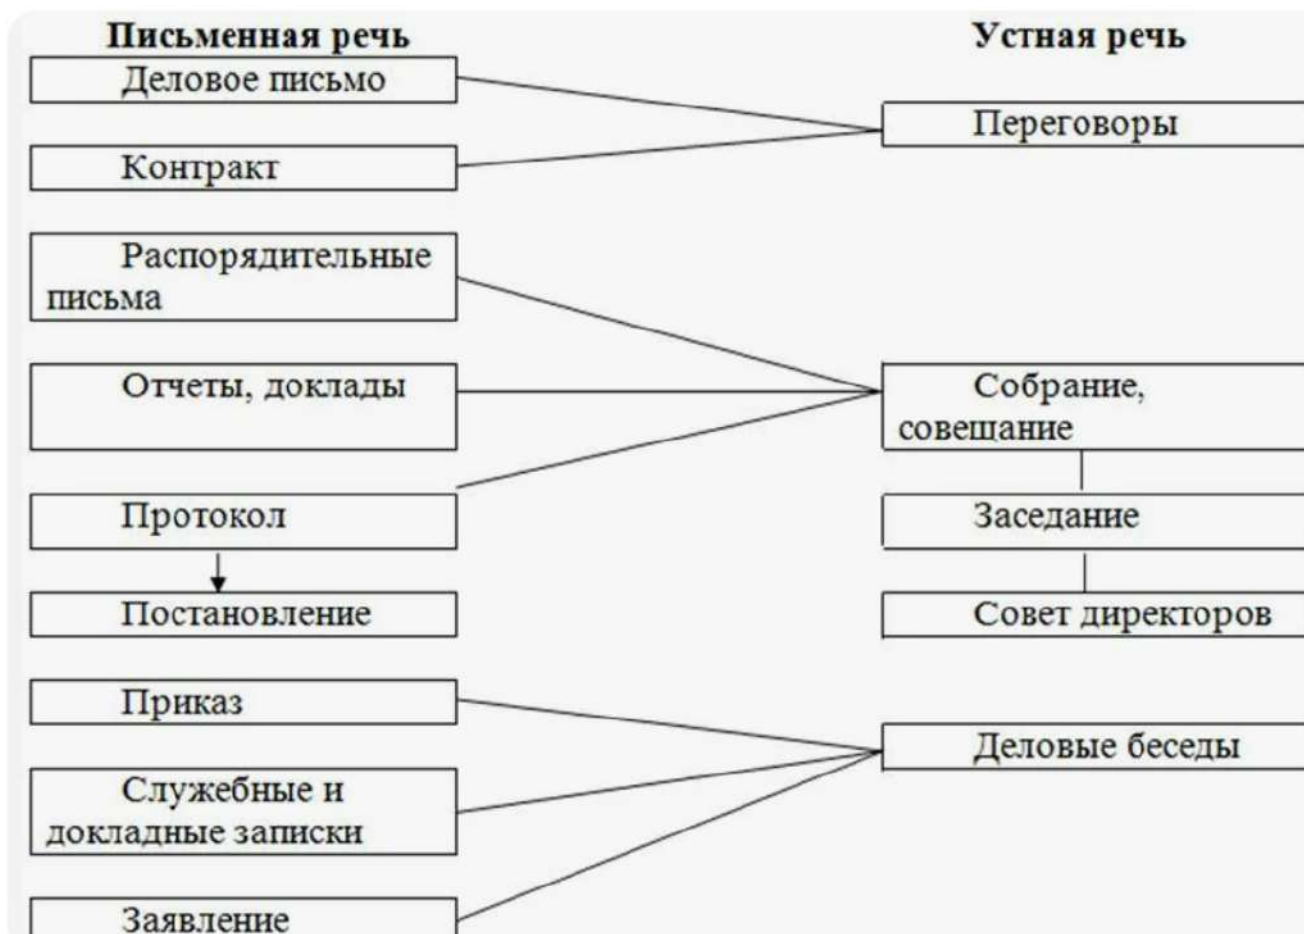 Письменная речь
Устная речь
Деловое письмо
Переговоры
Контракт
Распорядительные
письма
Отчеты, доклады
Собрание,
совещание
Протокол
Заседание
Постановление
Совет директоров
Приказ
Деловые беседы
Служебные и
докладные записки
Заявление